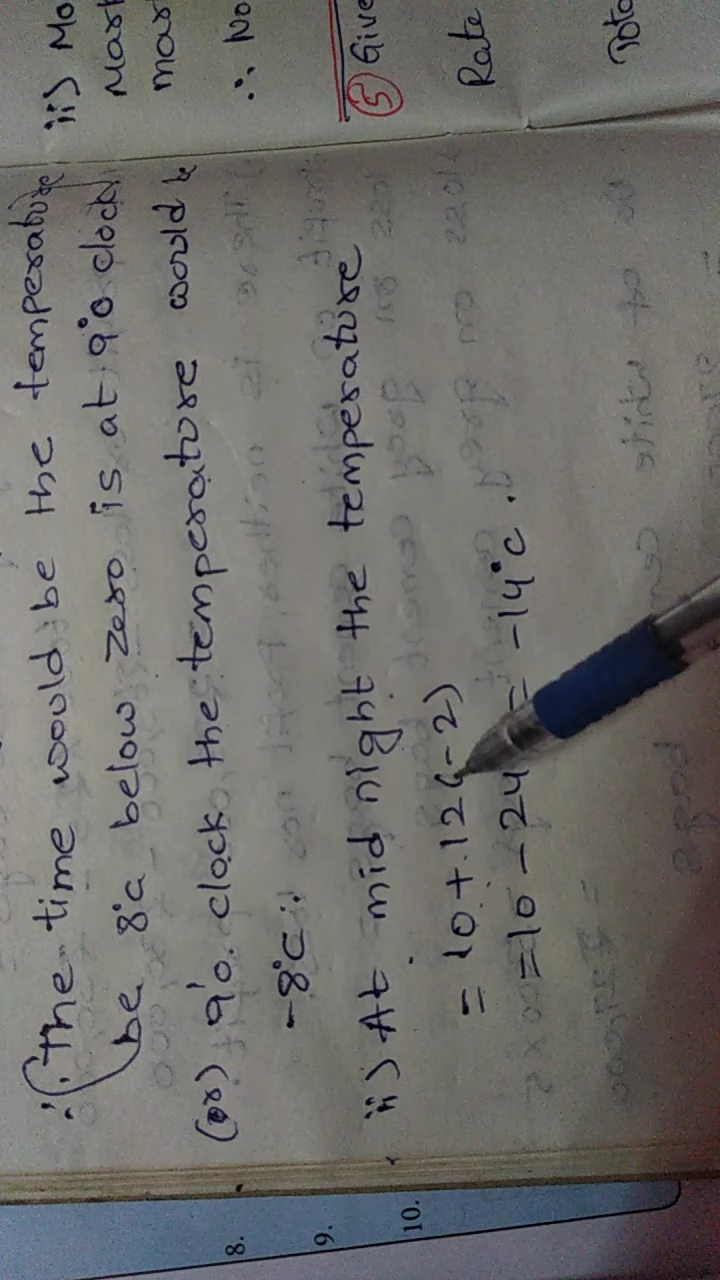 ∴ The time would be the temperature
be 8°c below zero is at 9'o clock
(or) 9'o. clock the temperature would be
-8°C.
ii) At mid night the temperature
= 10 + 12(-2)
= 10 - 24 = -14°C.
ii) Mo
Mark
mar
∴ No
5 Give
Rate
Tota
8.
9.
10.